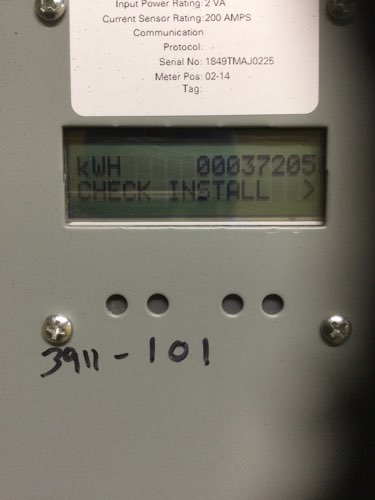 Input Power Rating: 2 VA
Current Sensor Rating: 200 AMPS
Communication
Protocol:
Serial No: 1849TMAJ0225
Meter Pos: 02-14
Tag:
kWH 00037205
CHECK INSTALL >
3911-101